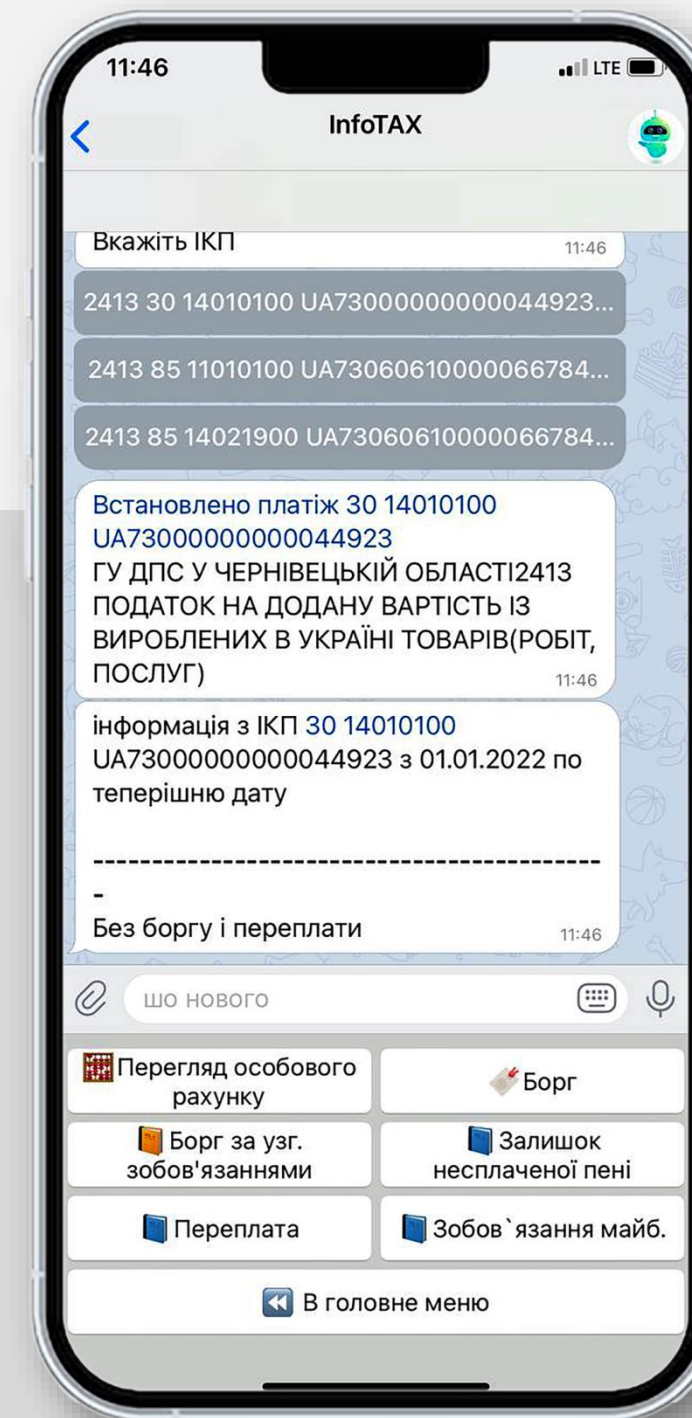 11:46
LTE
InfoTAX
Вкажіть ІКП
11:46
2413 30 14010100 UA73000000000044923...
2413 85 11010100 UA73060610000066784...
2413 85 14021900 UA73060610000066784...
Встановлено платіж 30 14010100
UA73000000000044923
ГУ ДПС У ЧЕРНІВЕЦЬКІЙ ОБЛАСТІ2413
ПОДАТОК НА ДОДАНУ ВАРТІСТЬ ІЗ
ВИРОБЛЕНИХ В УКРАЇНІ ТОВАРІВ(РОБІТ,
ПОСЛУГ)
11:46
інформація з ІКП 30 14010100
UA73000000000044923 з 01.01.2022 по
теперішню дату
-------------------------------------------
-
Без боргу і переплати
11:46
шо нового
Перегляд особового
рахунку
Борг
Борг за узг.
зобов'язаннями
Залишок
несплаченої пені
Переплата
Зобов`язання майб.
В головне меню